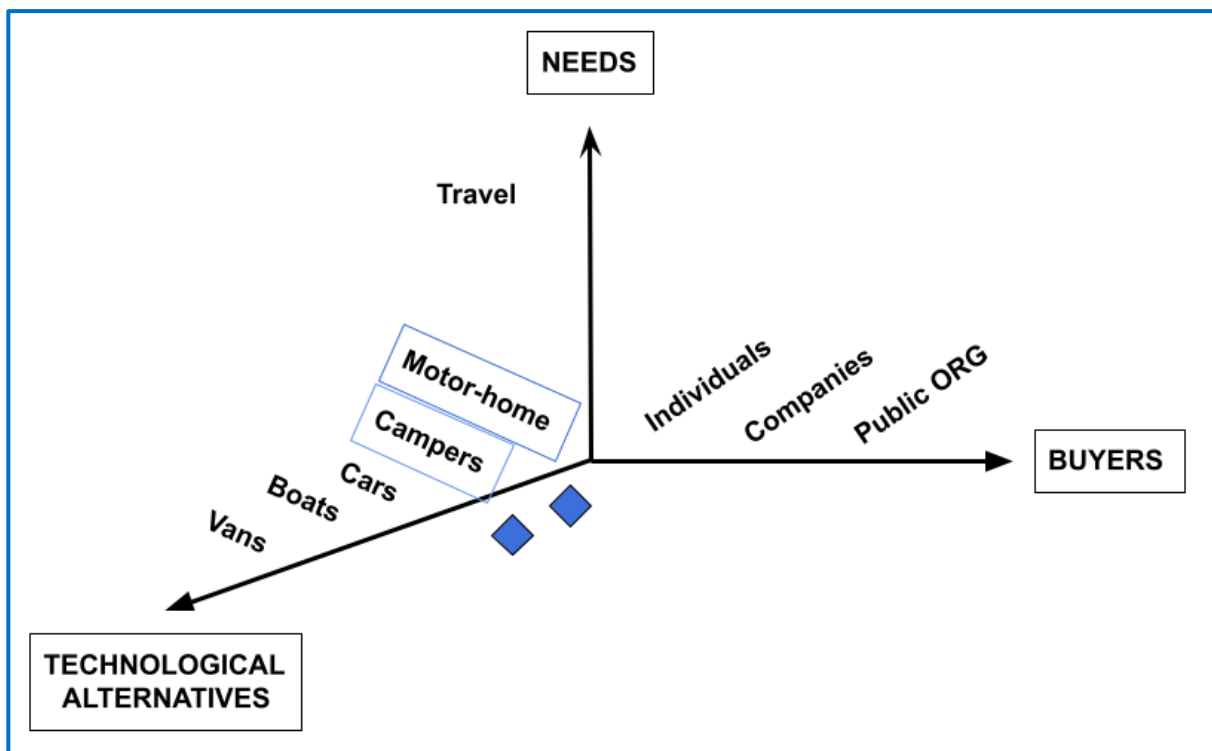 NEEDS
Travel
Motor-home
Campers
Cars
Boats
Vans
Individuals
Companies
Public ORG
BUYERS
TECHNOLOGICAL
ALTERNATIVES